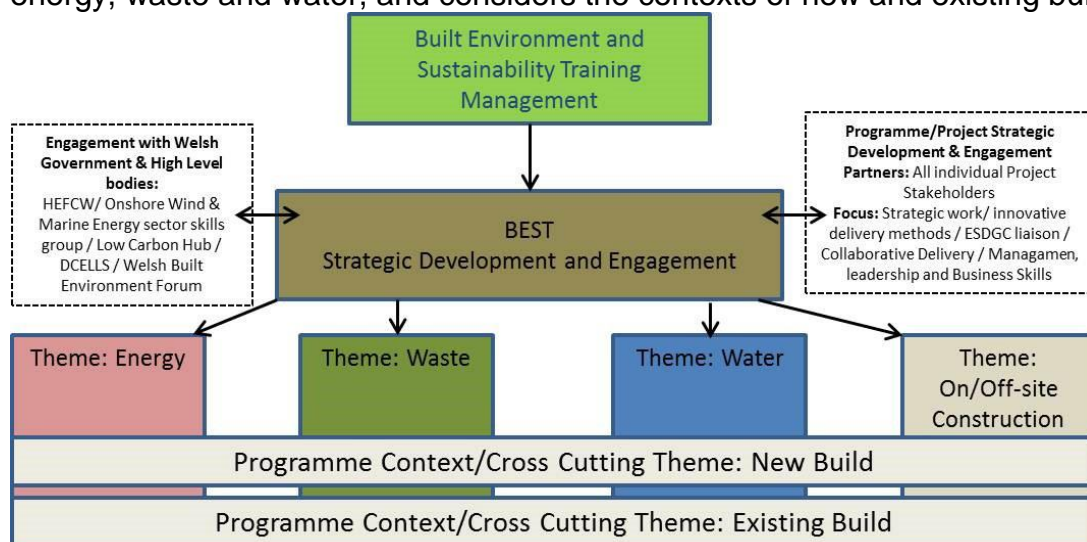 energy, waste and water, and considers the contexts of new and existing bui
Built Environment and
Sustainability Training
Management
Engagement with Welsh
Government & High Level
bodies:
HEFCW/ Onshore Wind &
Marine Energy sector skills
group / Low Carbon Hub /
DCELLS / Welsh Built
Environment Forum
BEST
Strategic Development and Engagement
Programme/Project Strategic
Development & Engagement
Partners: All individual Project
Stakeholders
Focus: Strategic work/ innovative
delivery methods / ESDGC liaison /
Collaborative Delivery / Managamen,
leadership and Business Skills
Theme: Energy
Theme: Waste
Theme: Water
Theme:
On/Off-site
Construction
Programme Context/Cross Cutting Theme: New Build
Programme Context/Cross Cutting Theme: Existing Build